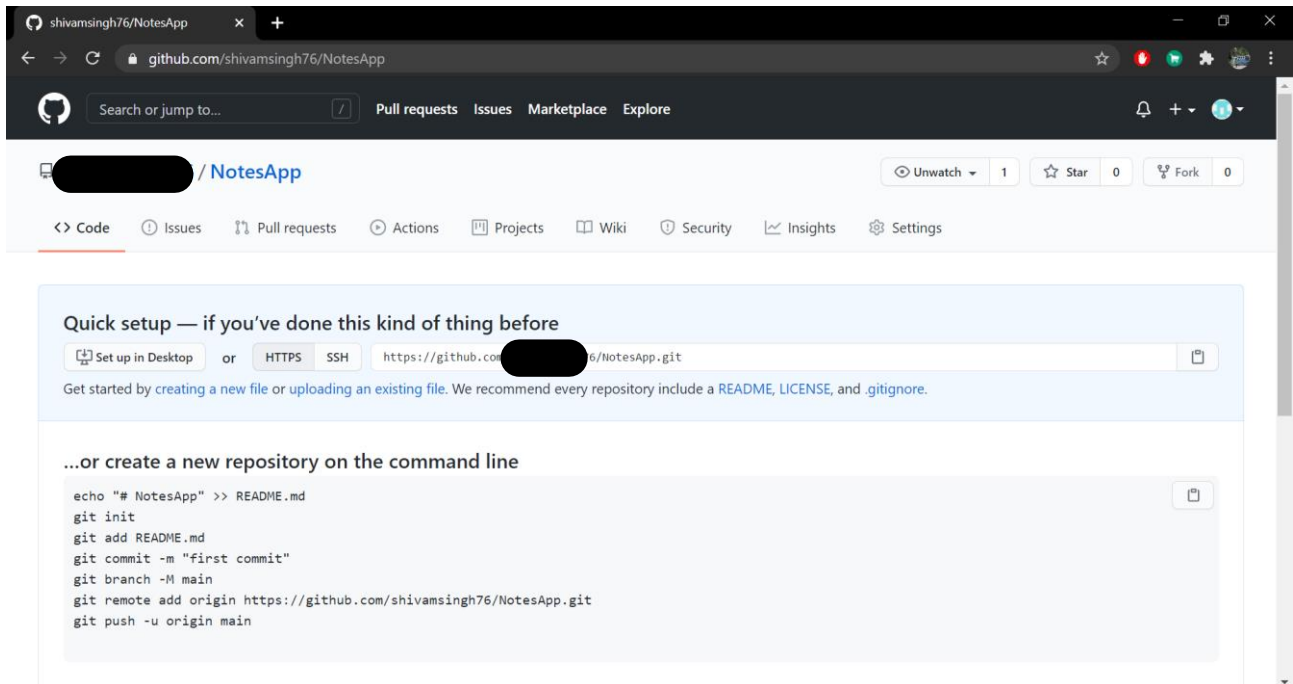 shivamsingh76/NotesApp
github.com/shivamsingh76/NotesApp
Search or jump to... / Pull requests Issues Marketplace Explore
/ NotesApp Unwatch 1 Star 0 Fork 0
<> Code Issues Pull requests Actions Projects Wiki Security Insights Settings
Quick setup — if you've done this kind of thing before
Set up in Desktop or HTTPS SSH https://github.com 6/NotesApp.git
Get started by creating a new file or uploading an existing file. We recommend every repository include a README, LICENSE, and .gitignore.
...or create a new repository on the command line
echo "# NotesApp" >> README.md
git init
git add README.md
git commit -m "first commit"
git branch -M main
git remote add origin https://github.com/shivamsingh76/NotesApp.git
git push -u origin main